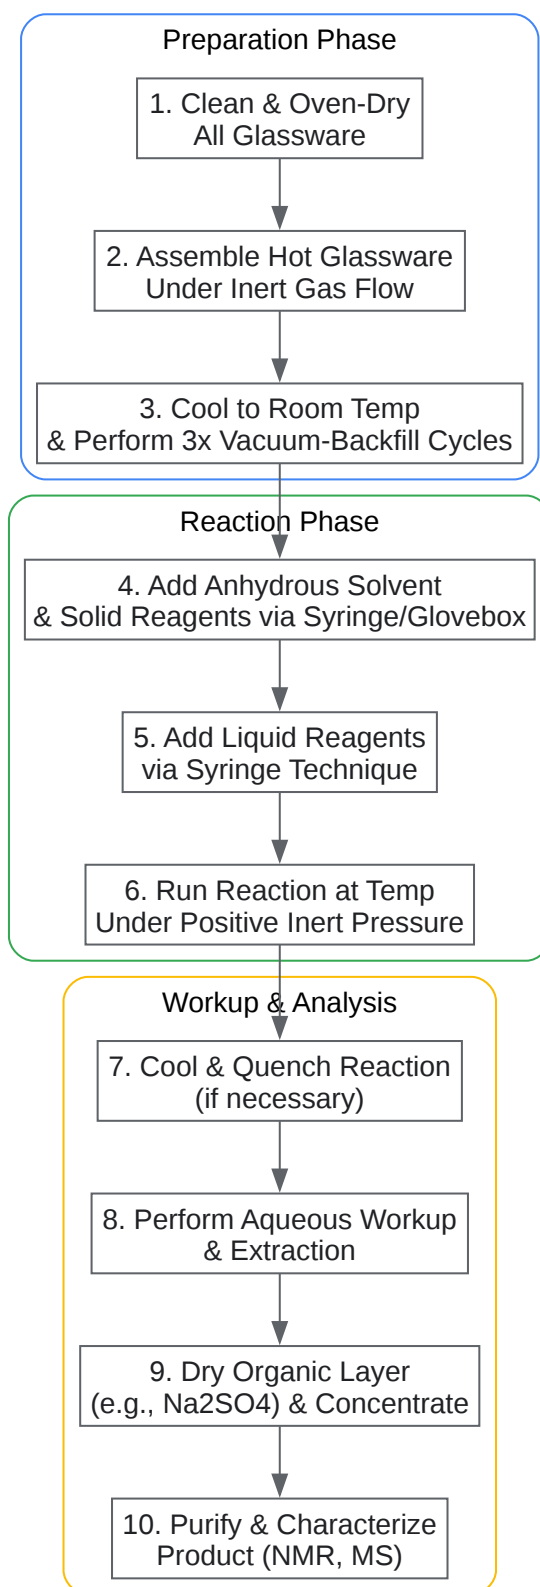 Preparation Phase
1. Clean & Oven-Dry
All Glassware
2. Assemble Hot Glassware
Under Inert Gas Flow
3. Cool to Room Temp
& Perform 3x Vacuum-Backfill Cycles
Reaction Phase
4. Add Anhydrous Solvent
& Solid Reagents via Syringe/Glovebox
5. Add Liquid Reagents
via Syringe Technique
6. Run Reaction at Temp
Under Positive Inert Pressure
Workup & Analysis
7. Cool & Quench Reaction
(if necessary)
8. Perform Aqueous Workup
& Extraction
9. Dry Organic Layer
(e.g., Na2SO4) & Concentrate
10. Purify & Characterize
Product (NMR, MS)